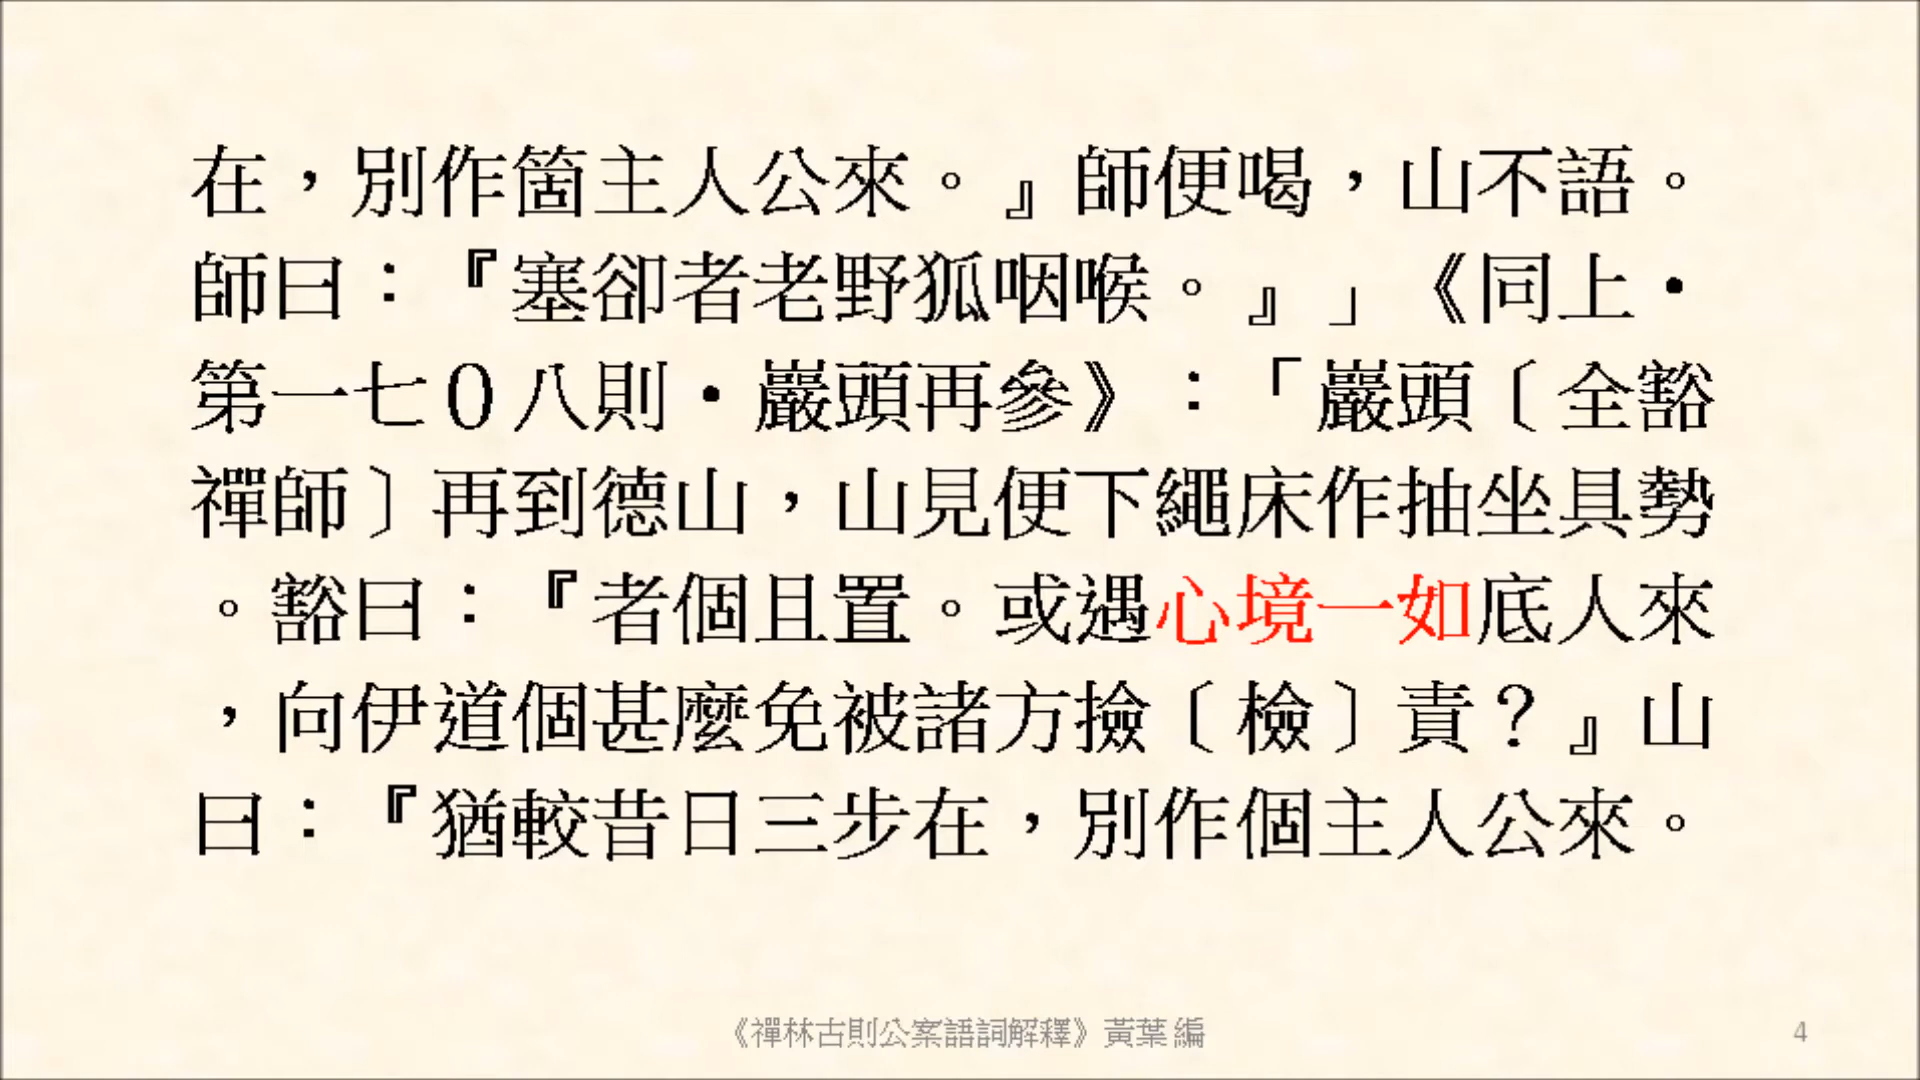 在，別作箇主人公來。』師便喝，山不語。
師曰：『塞卻者老野狐咽喉。』」《同上•
第一七０八則•巖頭再參》：「巖頭〔全豁
禪師〕再到德山，山見便下繩床作抽坐具勢
。豁曰：『者個且置。或遇心境一如底人來
，向伊道個甚麼免被諸方撿〔檢〕責？』山
曰：『猶較昔日三步在，別作個主人公來。
《禪林古則公案語詞解釋》黃葉 編
4